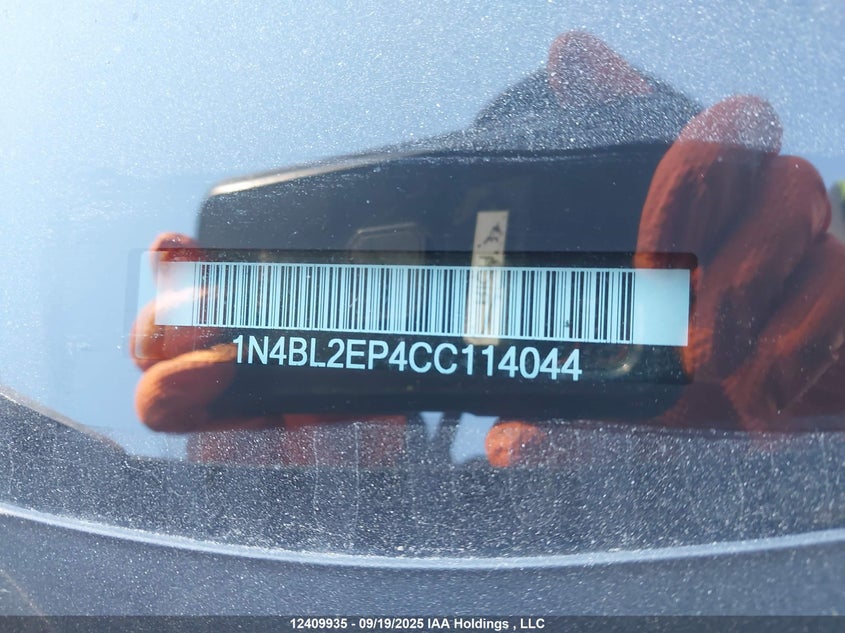 1N4BL2EP4CC114044
12409935 - 09/19/2025 IAA Holdings , LLC